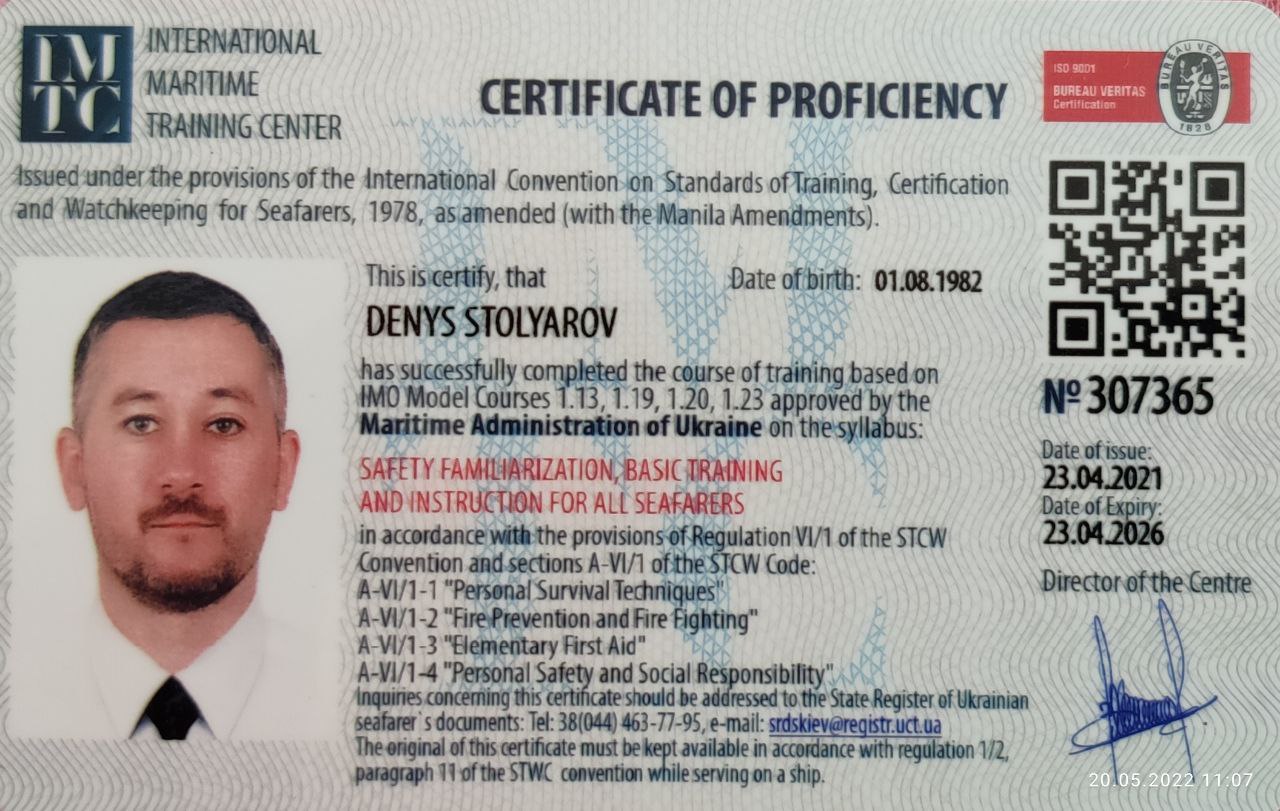 IM
TC
INTERNATIONAL
MARITIME
TRAINING CENTER
CERTIFICATE OF PROFICIENCY
ISO 9001
BUREAU VERITAS
Certification
BUREAU VERITAS
1828
Issued under the provisions of the International Convention on Standards of Training, Certification
and Watchkeeping for Seafarers, 1978, as amended (with the Manila Amendments).
This is certify, that
Date of birth: 01.08.1982
DENYS STOLYAROV
has successfully completed the course of training based on
IMO Model Courses 1.13, 1.19, 1.20, 1.23 approved by the
Maritime Administration of Ukraine on the syllabus:
SAFETY FAMILIARIZATION, BASIC TRAINING
AND INSTRUCTION FOR ALL SEAFARERS
in accordance with the provisions of Regulation VI/1 of the STCW
Convention and sections A-VI/1 of the STCW Code:
A-VI/1-1 "Personal Survival Techniques"
A-VI/1-2 "Fire Prevention and Fire Fighting"
A-VI/1-3 "Elementary First Aid"
A-VI/1-4 "Personal Safety and Social Responsibility"
Inquiries concerning this certificate should be addressed to the State Register of Ukrainian
seafarer`s documents: Tel: 38(044) 463-77-95, e-mail: srdskiev@registr.uct.ua
The original of this certificate must be kept available in accordance with regulation 1/2,
paragraph 11 of the STWC convention while serving on a ship.
№ 307365
Date of issue:
23.04.2021
Date of Expiry:
23.04.2026
Director of the Centre
20.05.2022 11:07